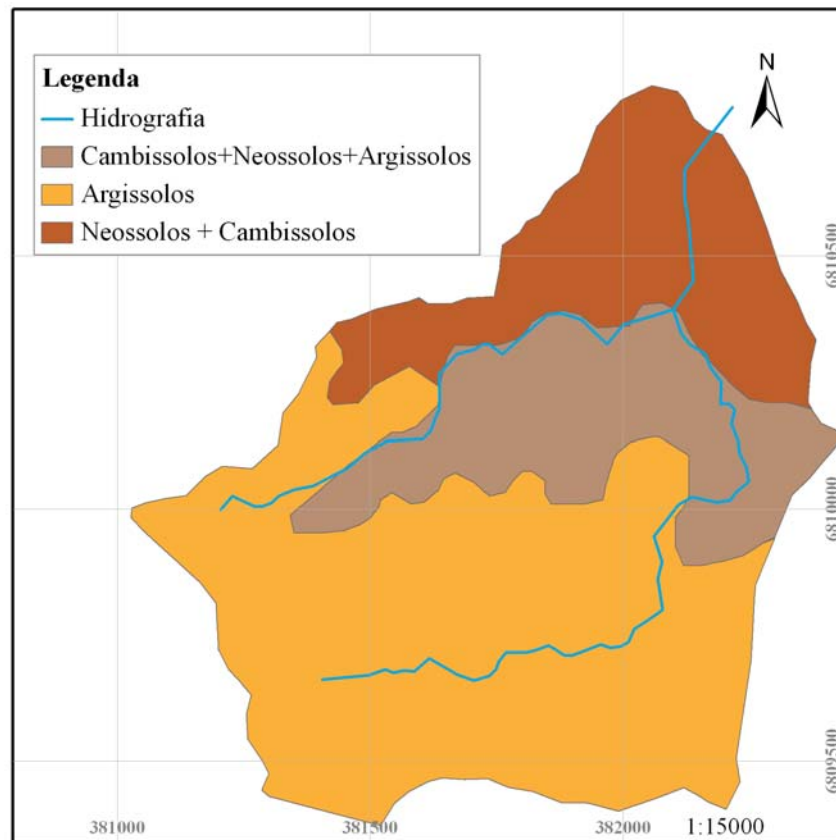 Legenda
Hidrografia
Cambissolos+Neossolos+Argissolos
Argissolos
Neossolos + Cambissolos
N
6810500
6810000
6809500
381000
381500
382000
1:15000